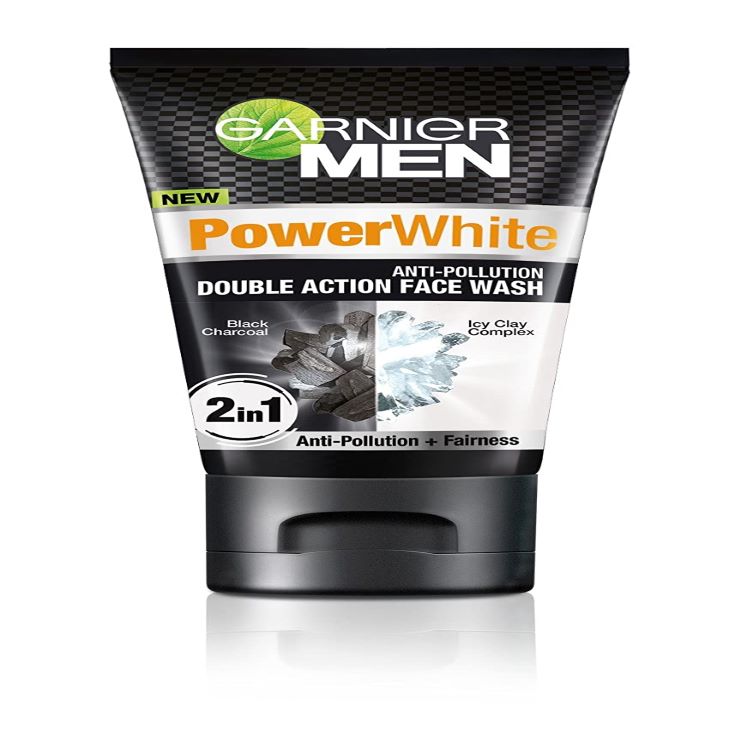 GARNIER
MEN
NEW
PowerWhite
ANTI-POLLUTION
DOUBLE ACTION FACE WASH
Black
Charcoal
Icy Clay
Complex
2in1
Anti-Pollution + Fairness